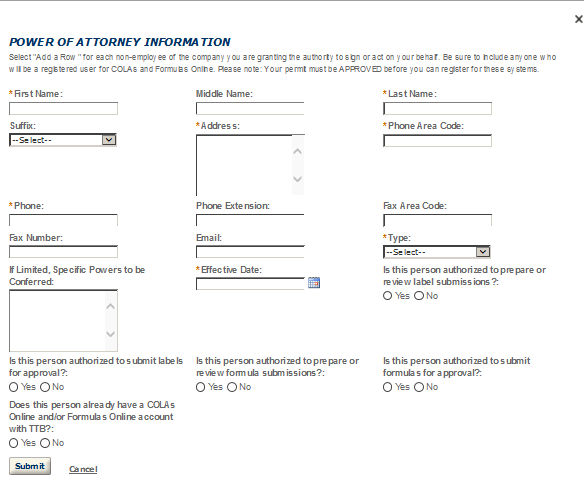 ×
POWER OF ATTORNEY INFORMATION
Select "Add a Row" for each non-employee of the company you are granting the authority to sign or act on your behalf. Be sure to include anyone who
will be a registered user for COLAs and Formulas Online. Please note: Your permit must be APPROVED before you can register for these systems.
*First Name: Middle Name: *Last Name:
Suffix: *Address: *Phone Area Code:
--Select--
*Phone: Phone Extension: Fax Area Code:
Fax Number: Email: *Type:
--Select--
If Limited, Specific Powers to be *Effective Date: Is this person authorized to prepare or
Conferred: review label submissions?:
Yes No
Is this person authorized to submit labels Is this person authorized to prepare or Is this person authorized to submit
for approval?: review formula submissions?: formulas for approval?:
Yes No Yes No Yes No
Does this person already have a COLAs
Online and/or Formulas Online account
with TTB?:
Yes No
Submit Cancel